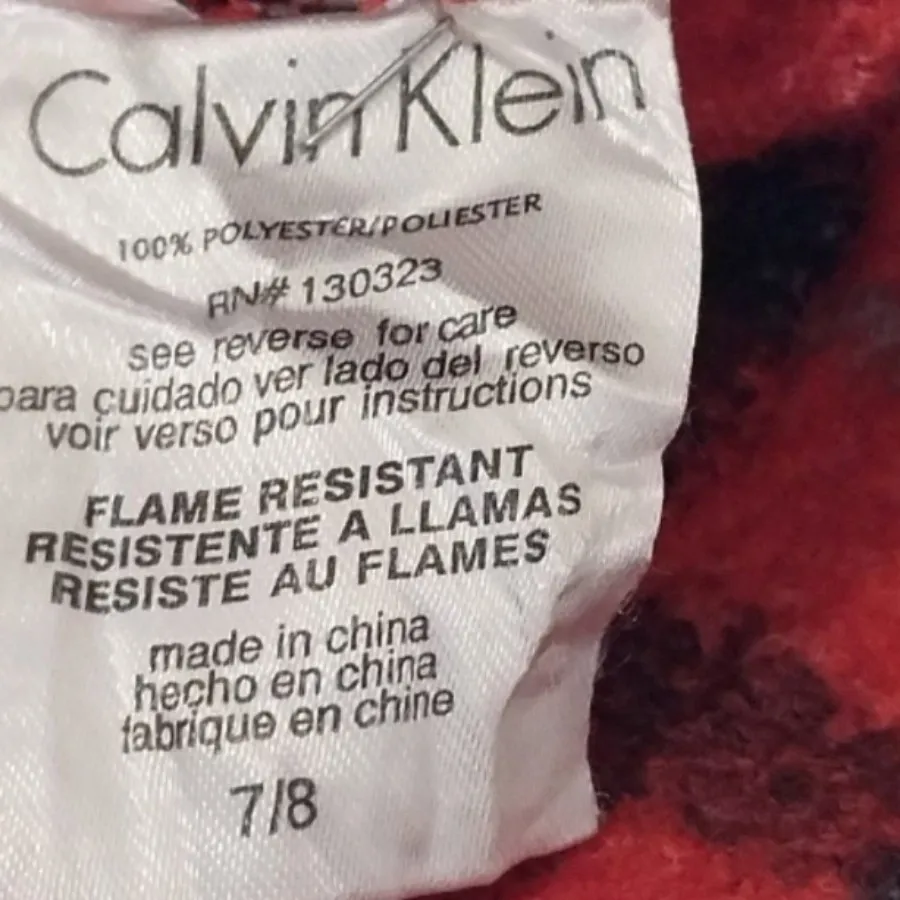 Calvin Klein
100% POLYESTER/POLIESTER
RN# 130323
see reverse for care
para cuidado ver lado del reverso
voir verso pour instructions
FLAME RESISTANT
RESISTENTE A LLAMAS
RESISTE AU FLAMES
made in china
hecho en china
fabrique en chine
7/8